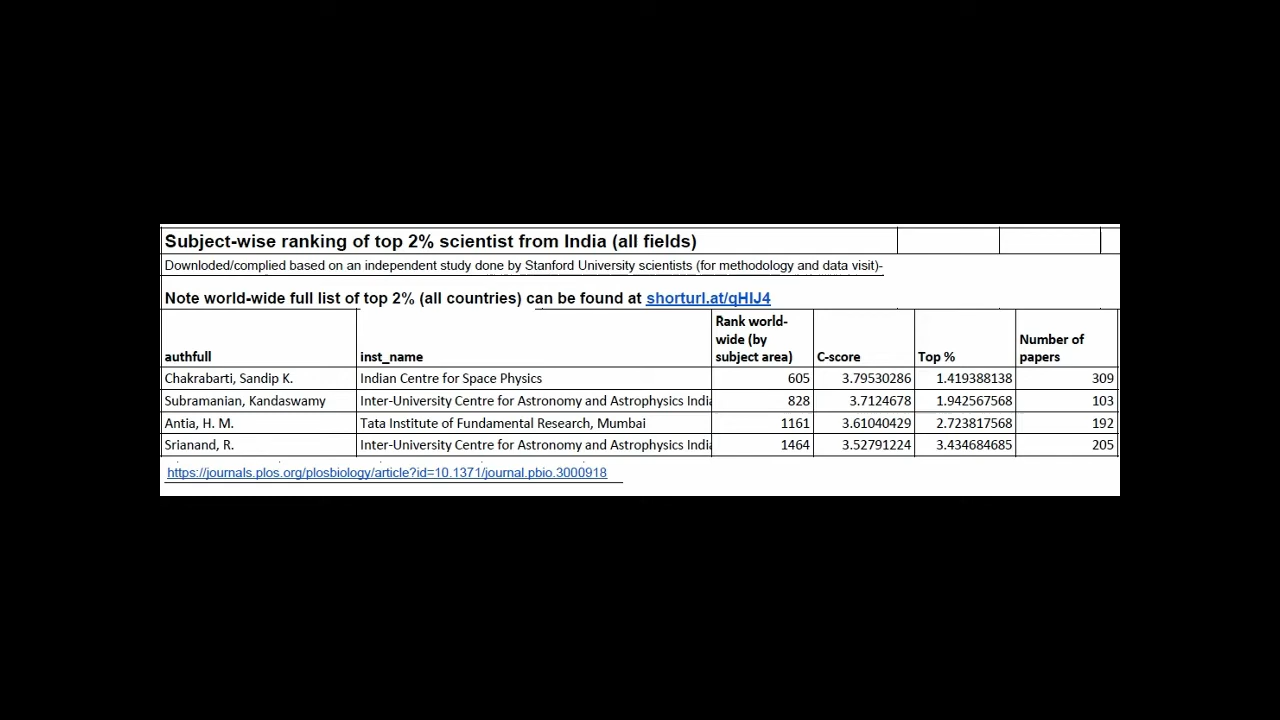 Subject-wise ranking of top 2% scientist from India (all fields)
Downloded/complied based on an independent study done by Stanford University scientists (for methodology and data visit)-
Note world-wide full list of top 2% (all countries) can be found at shorturl.at/qHIJ4
authfull inst_name Rank world-wide (by subject area) C-score Top % Number of papers
Chakrabarti, Sandip K. Indian Centre for Space Physics 605 3.79530286 1.419388138 309
Subramanian, Kandaswamy Inter-University Centre for Astronomy and Astrophysics India 828 3.7124678 1.942567568 103
Antia, H. M. Tata Institute of Fundamental Research, Mumbai 1161 3.61040429 2.723817568 192
Srianand, R. Inter-University Centre for Astronomy and Astrophysics India 1464 3.52791224 3.434684685 205
https://journals.plos.org/plosbiology/article?id=10.1371/journal.pbio.3000918